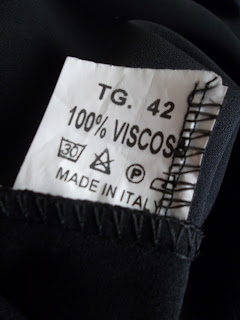 TG. 42
100% VISCOS
30 P
MADE IN ITALY